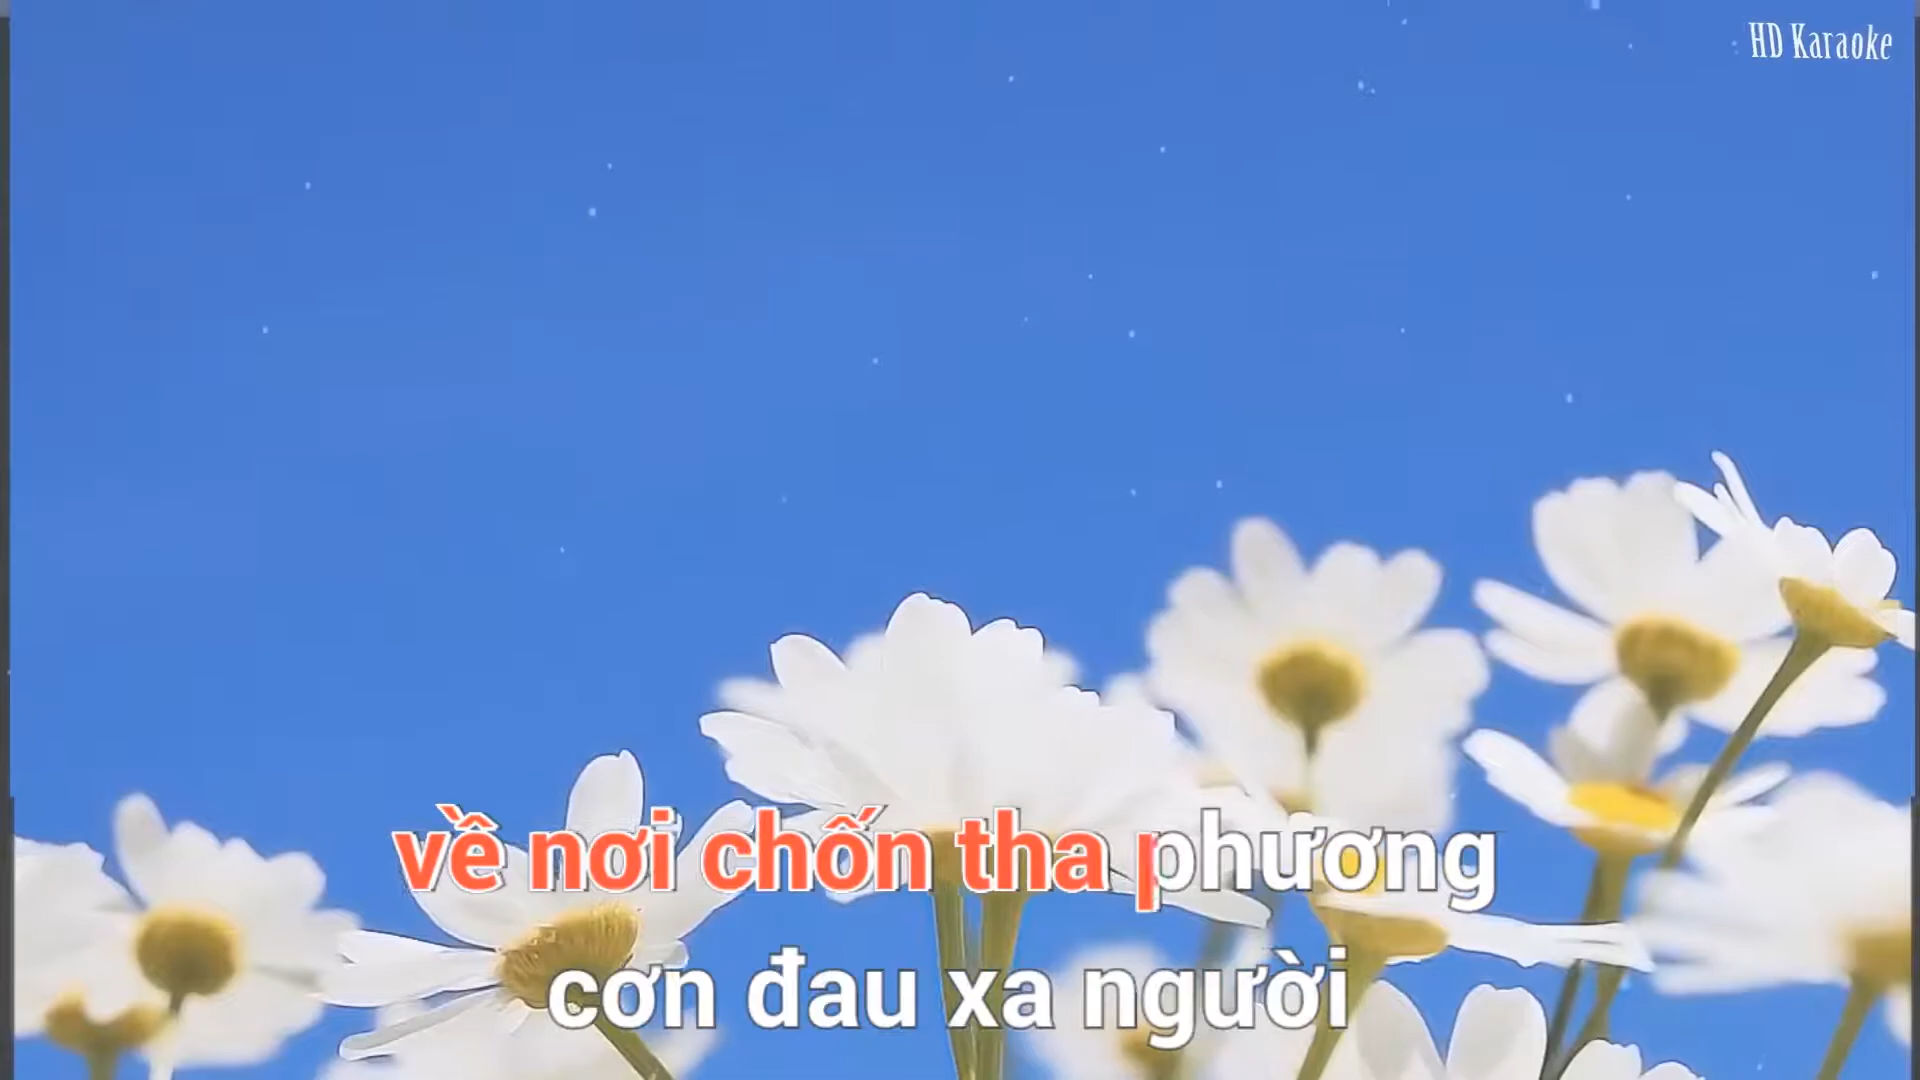 HD Karaoke
về nơi chốn tha phương
cơn đau xa người